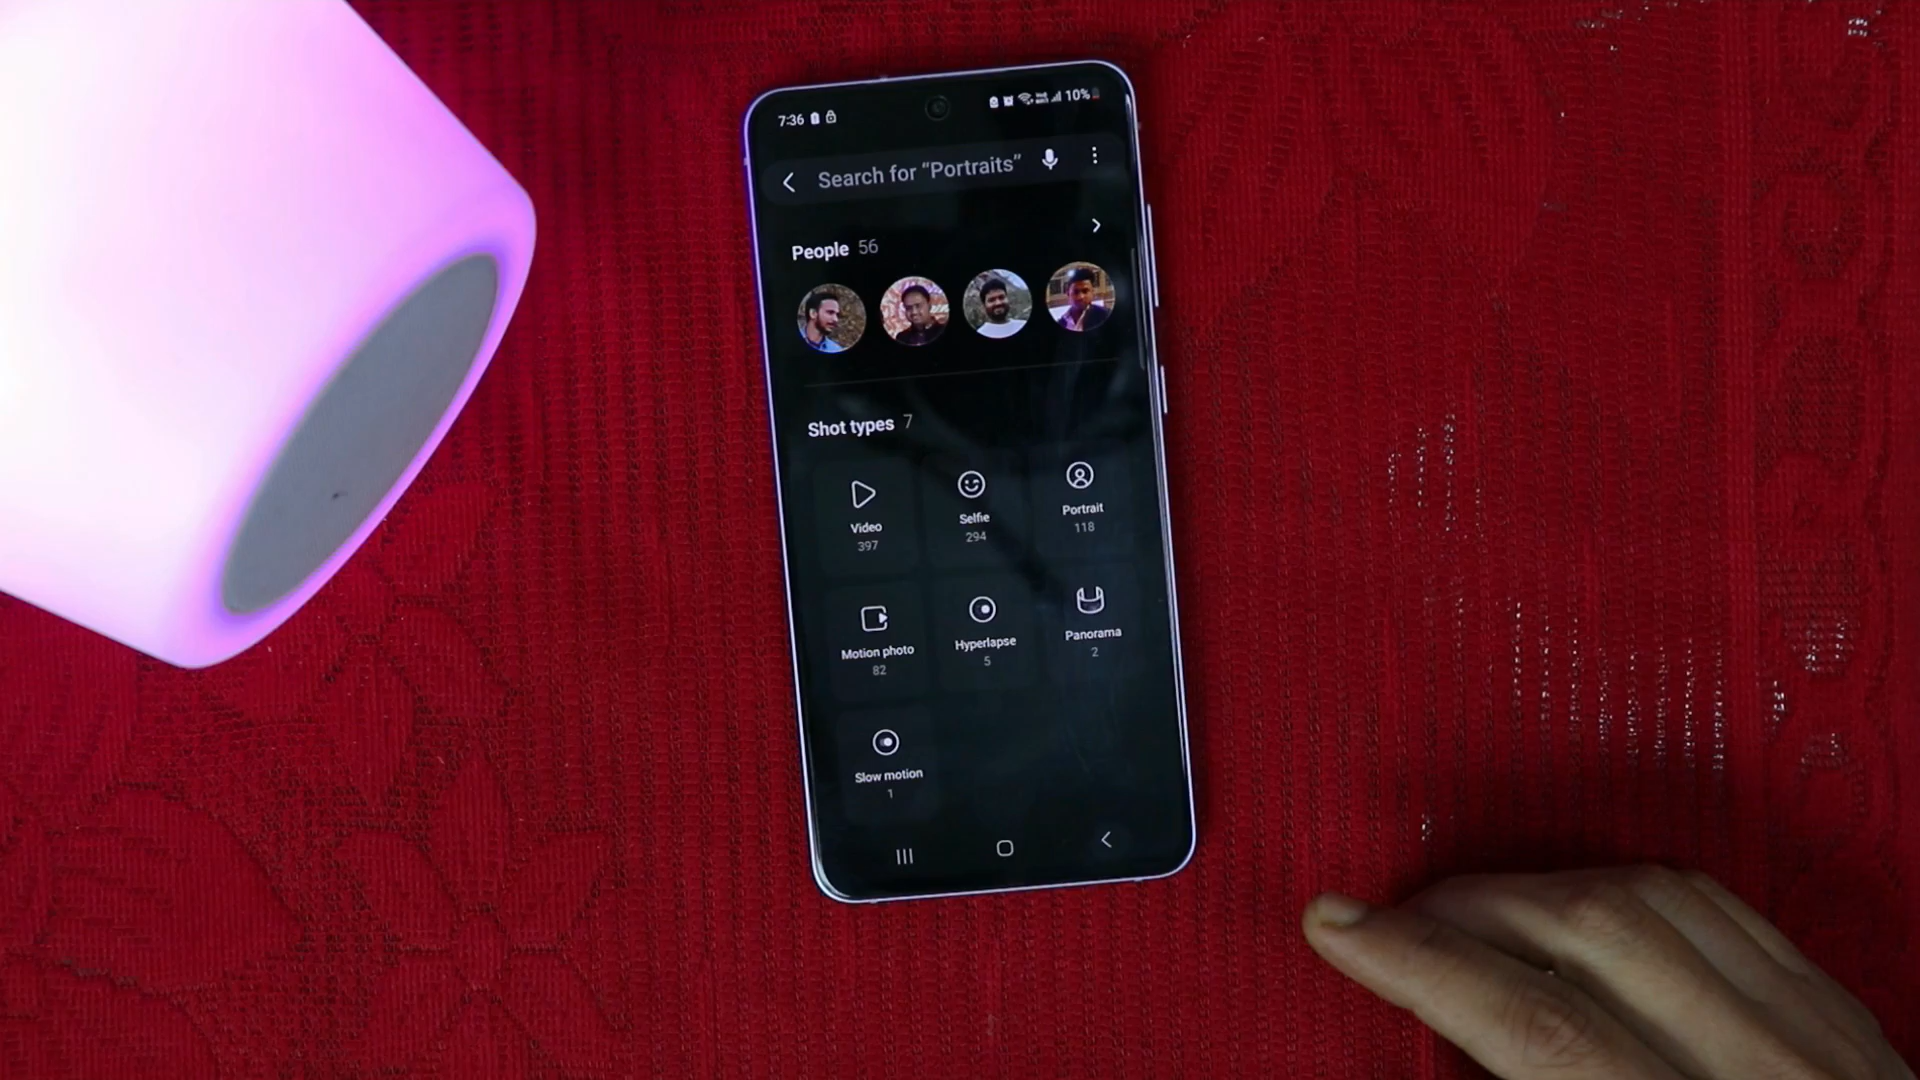 7:36
10%
Search for “Portraits”
People 56
Shot types 7
Video
397
Selfie
294
Portrait
118
Motion photo
82
Hyperlapse
5
Panorama
2
Slow motion
1